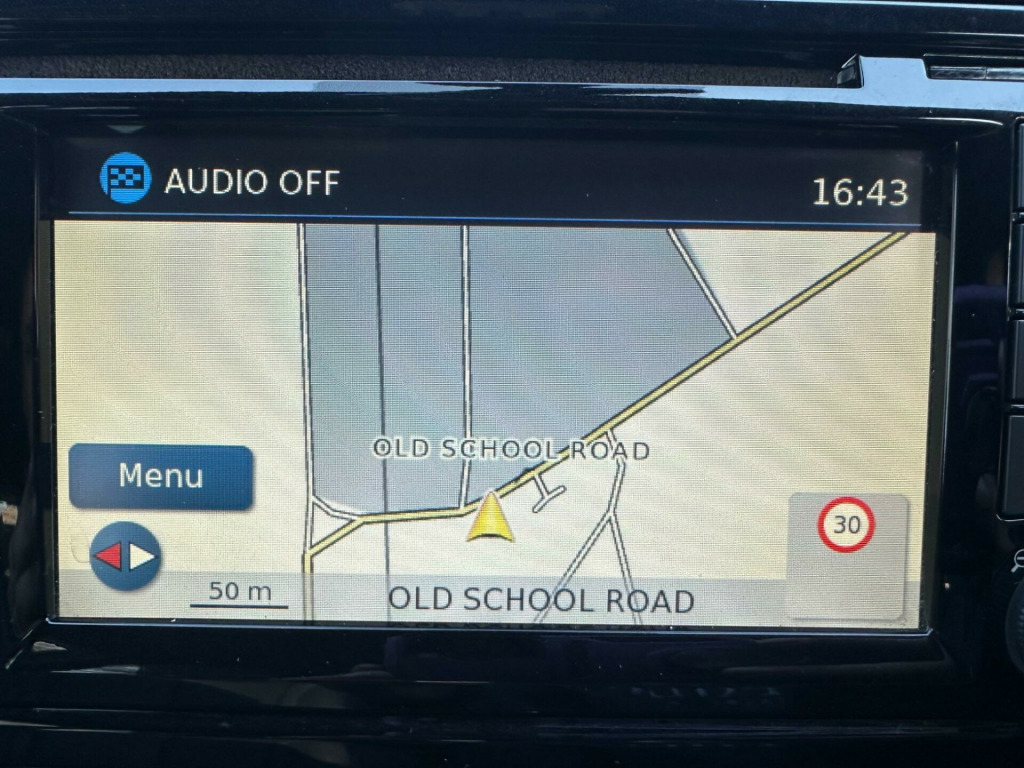 AUDIO OFF
16:43
OLD SCHOOL ROAD
Menu
30
50 m
OLD SCHOOL ROAD